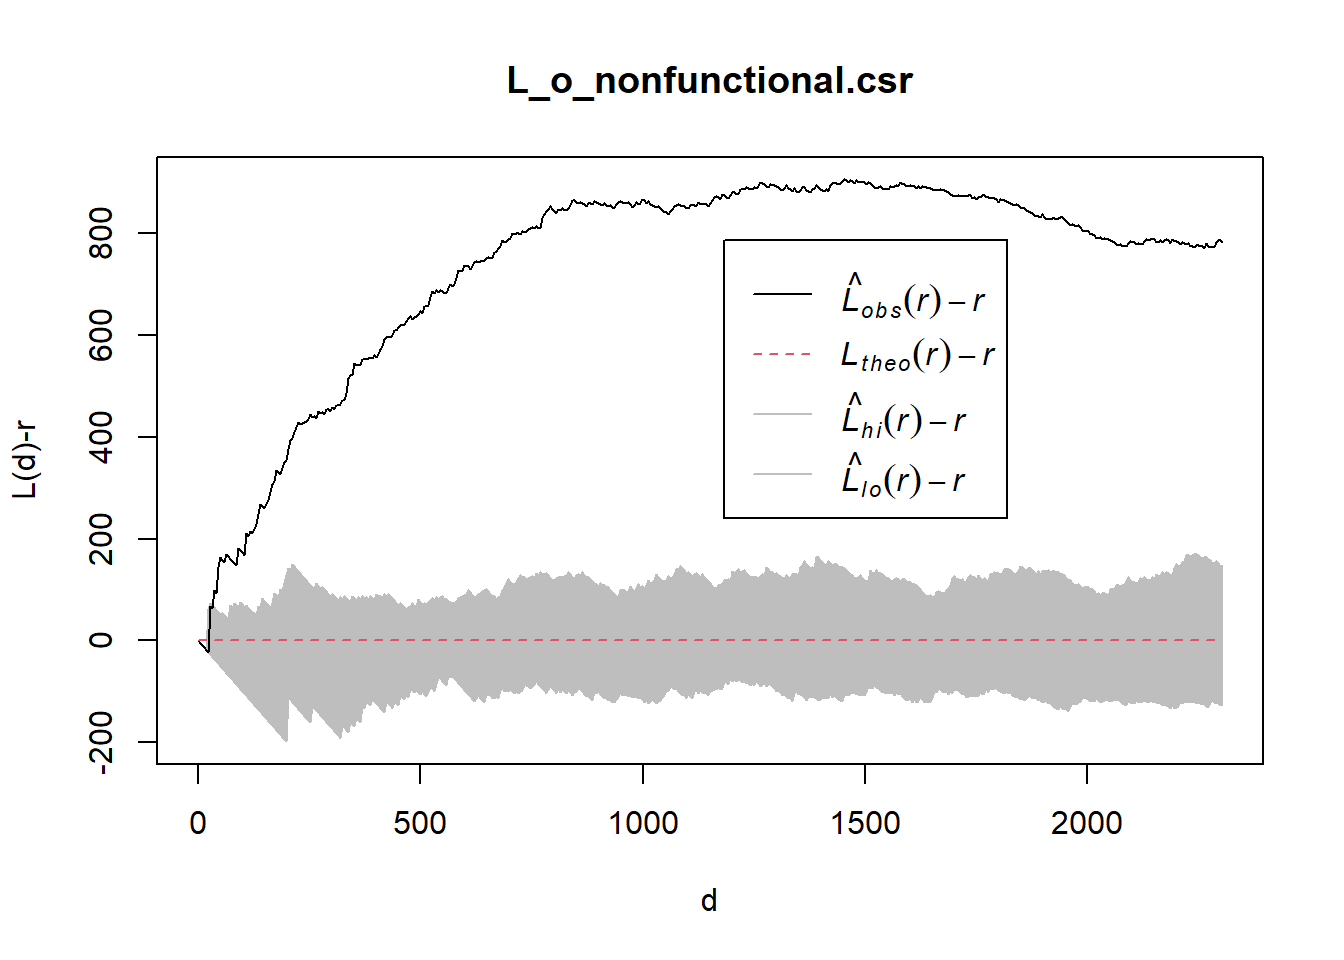 L_o_nonfunctional.csr
L(d)-r
800
600
400
200
0
-200
L̂obs(r) − r
Ltheo(r) − r
L̂hi(r) − r
L̂lo(r) − r
0 500 1000 1500 2000
d